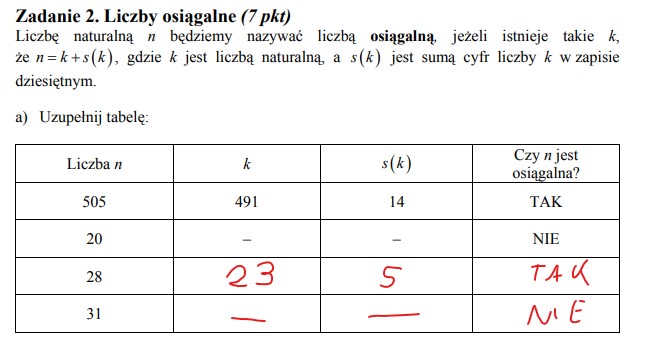 Zadanie 2. Liczby osiągalne (7 pkt)
Liczbę naturalną n będziemy nazywać liczbą osiągalną, jeżeli istnieje takie k,
że n = k + s(k), gdzie k jest liczbą naturalną, a s(k) jest sumą cyfr liczby k w zapisie
dziesiętnym.
a) Uzupełnij tabelę:
Liczba n k s(k) Czy n jest
osiągalna?
505 491 14 TAK
20 – – NIE
28 23 5 TAK
31 — — NIE